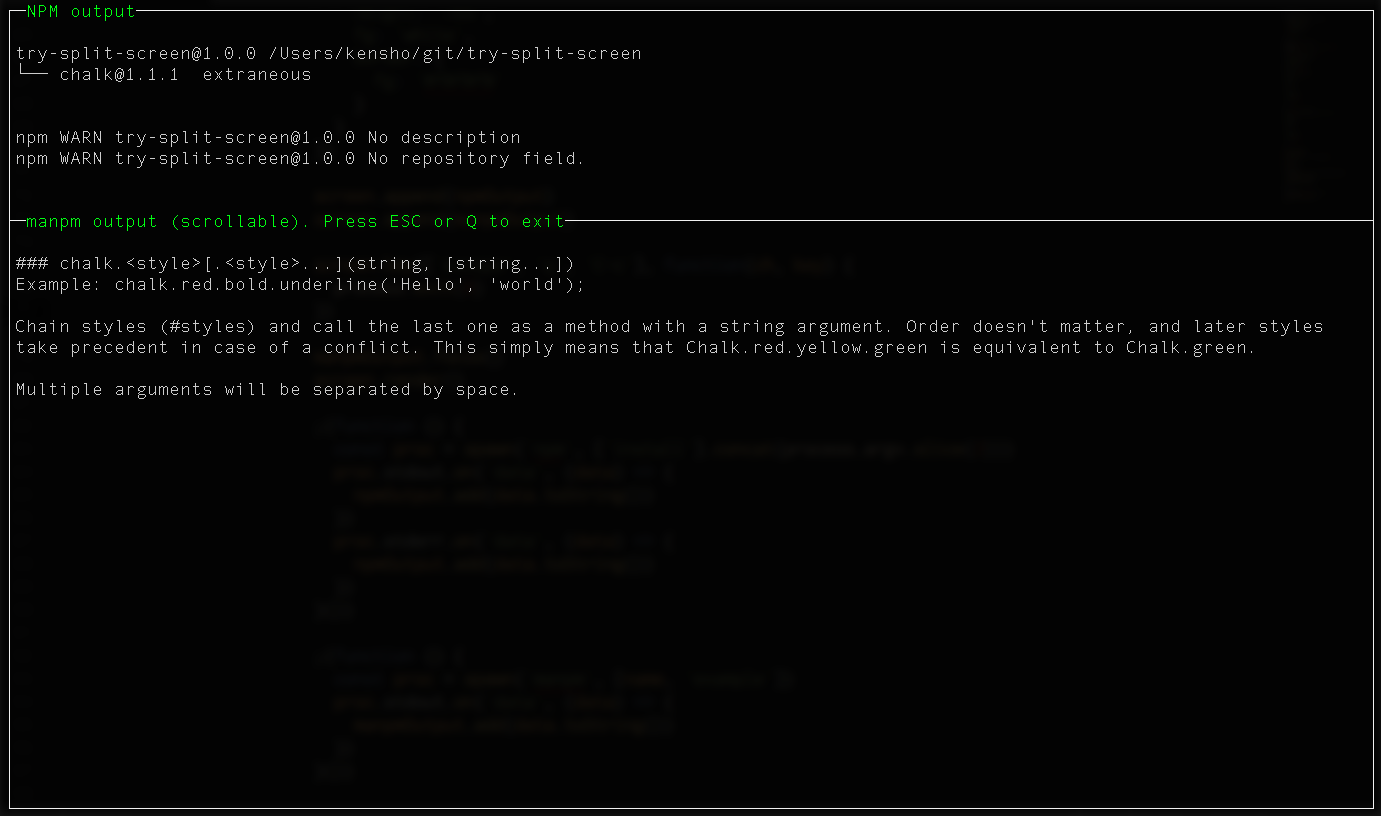 NPM output
try-split-screen@1.0.0 /Users/kensho/git/try-split-screen
└── chalk@1.1.1  extraneous
npm WARN try-split-screen@1.0.0 No description
npm WARN try-split-screen@1.0.0 No repository field.
manpm output (scrollable). Press ESC or Q to exit
### chalk.<style>[.<style>...](string, [string...])
Example: chalk.red.bold.underline('Hello', 'world');
Chain styles (#styles) and call the last one as a method with a string argument. Order doesn't matter, and later styles
take precedent in case of a conflict. This simply means that Chalk.red.yellow.green is equivalent to Chalk.green.
Multiple arguments will be separated by space.